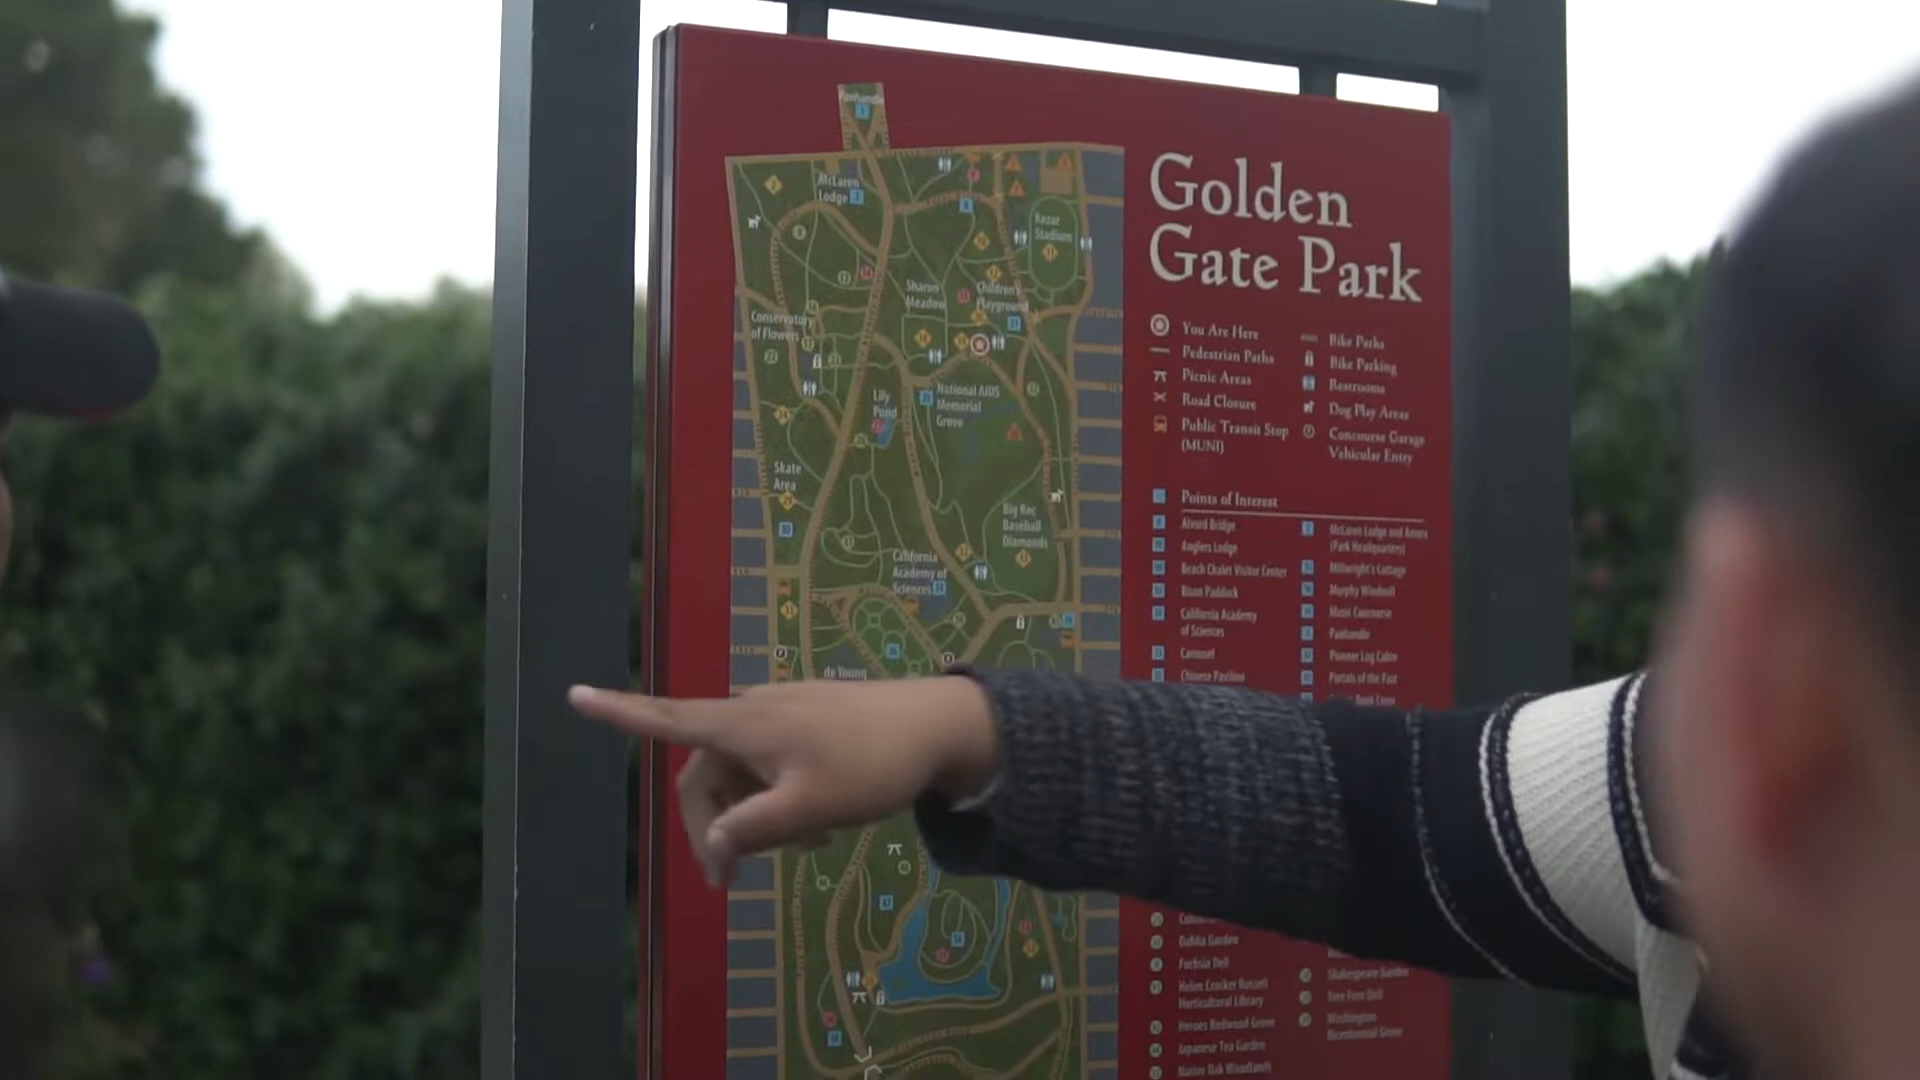 Panhandle
McLaren
Lodge
Kezar
Stadium
Sharon
Meadow
Children's
Playground
Conservatory
of Flowers
Lily
Pond
National AIDS
Memorial
Grove
Skate
Area
Big Rec
Baseball
Diamonds
California
Academy of
Sciences
de Young
Golden
Gate Park
You Are Here
Pedestrian Paths
Picnic Areas
Road Closure
Public Transit Stop
(MUNI)
Bike Paths
Bike Parking
Restrooms
Dog Play Areas
Concourse Garage
Vehicular Entry
Points of Interest
Alvord Bridge
Anglers Lodge
Beach Chalet Visitor Center
Bison Paddock
California Academy
of Sciences
Carousel
Chinese Pavilion
McLaren Lodge and Annex
(Park Headquarters)
Millwright's Cottage
Murphy Windmill
Music Concourse
Panhandle
Pioneer Log Cabin
Portals of the Past
Dahlia Garden
Fuchsia Dell
Helen Crocker Russell
Horticultural Library
Heroes Redwood Grove
Japanese Tea Garden
Native Oak Woodlands
Shakespeare Garden
Tree Fern Dell
Washington
Bicentennial Grove